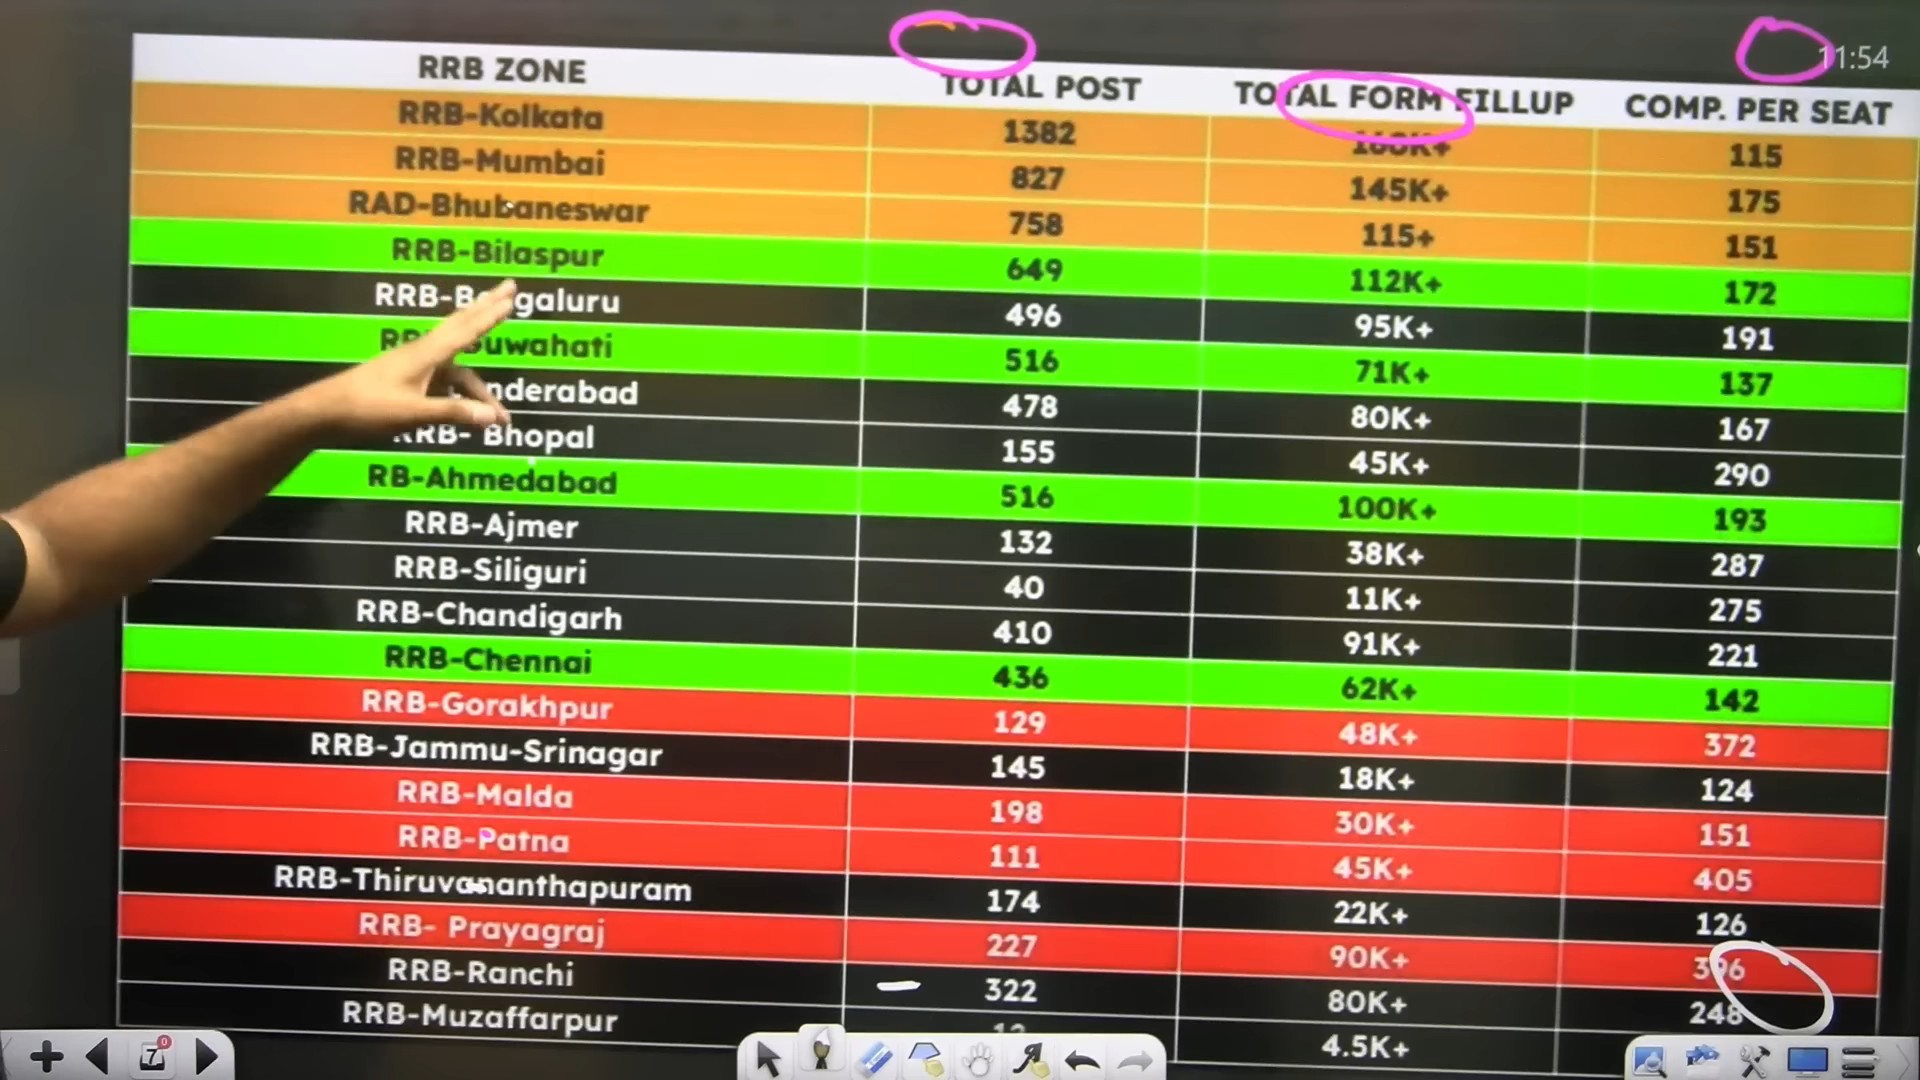 11:54
RRB ZONE TOTAL POST TOTAL FORM FILLUP COMP. PER SEAT
RRB-Kolkata 1382 160K+ 115
RRB-Mumbai 827 145K+ 175
RAD-Bhubaneswar 758 115+ 151
RRB-Bilaspur 649 112K+ 172
RRB-Bengaluru 496 95K+ 191
uwahati 516 71K+ 137
nderabad 478 80K+ 167
RRB- Bhopal 155 45K+ 290
RB-Ahmedabad 516 100K+ 193
RRB-Ajmer 132 38K+ 287
RRB-Siliguri 40 11K+ 275
RRB-Chandigarh 410 91K+ 221
RRB-Chennai 436 62K+ 142
RRB-Gorakhpur 129 48K+ 372
RRB-Jammu-Srinagar 145 18K+ 124
RRB-Malda 198 30K+ 151
RRB-Patna 111 45K+ 405
RRB-Thiruvananthapuram 174 22K+ 126
RRB- Prayagraj 227 90K+ 396
RRB-Ranchi 322 80K+ 248
RRB-Muzaffarpur 4.5K+
7 0